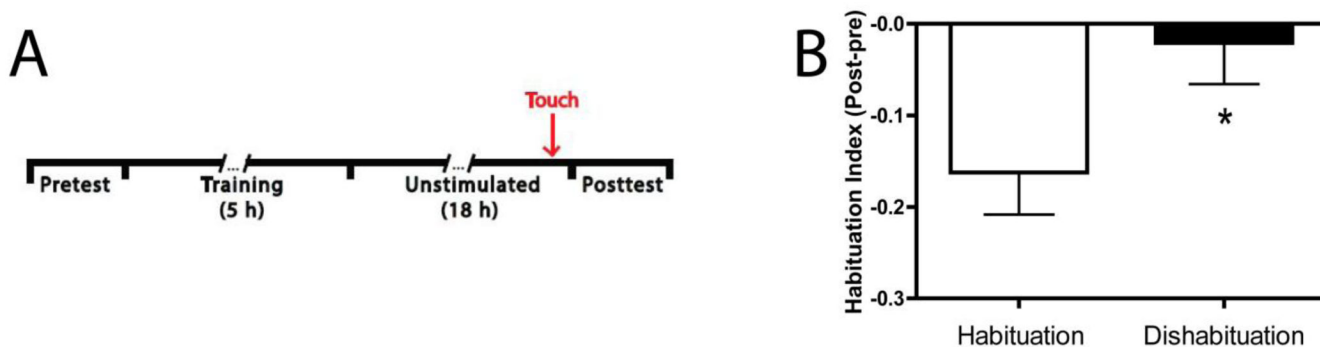 A
Touch
...
...
Pretest
Training
(5 h)
Unstimulated
(18 h)
Posttest
B
Habituation Index (Post-pre)
-0.0
-0.1
-0.2
-0.3
*
Habituation
Dishabituation